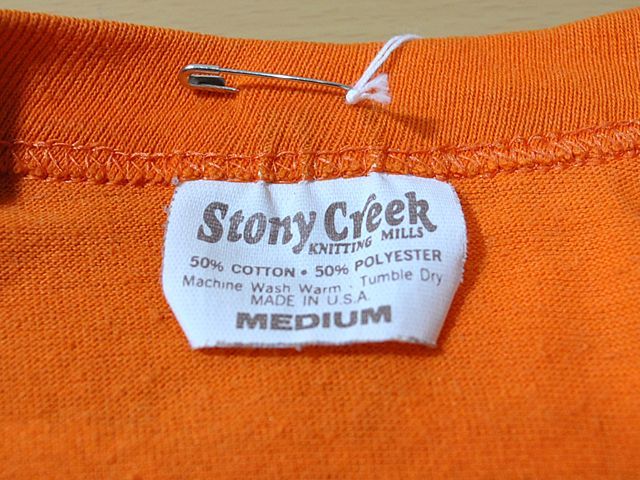 Stony Creek
KNITTING MILLS
50% COTTON • 50% POLYESTER
Machine Wash Warm . Tumble Dry
MADE IN U.S.A.
MEDIUM